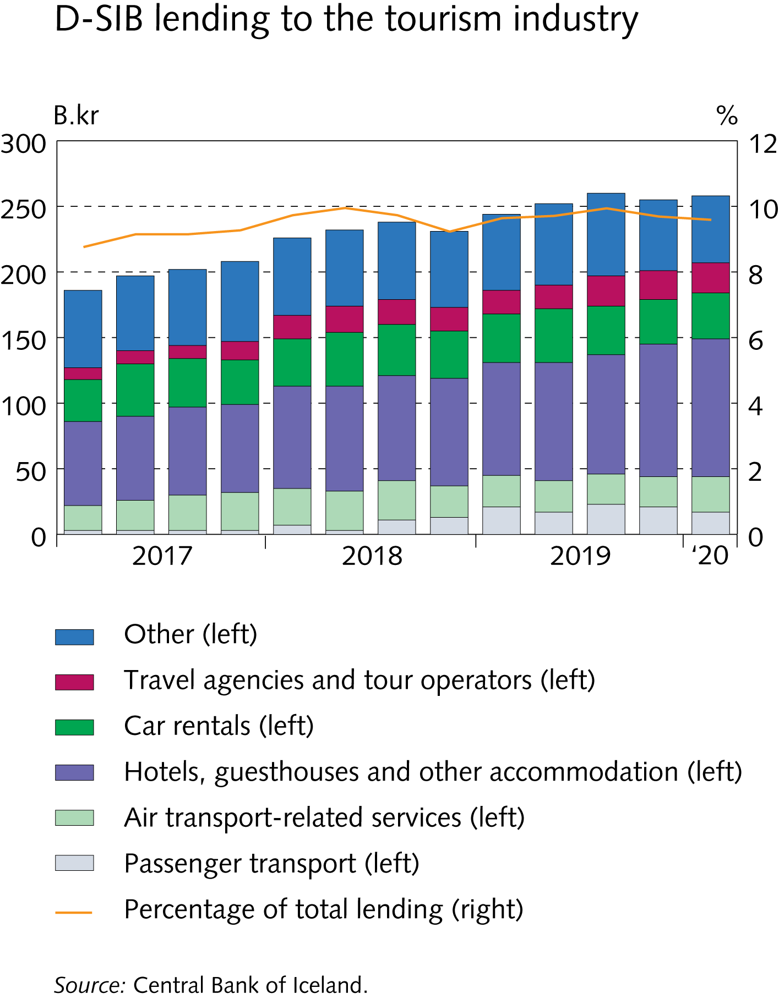 D-SIB lending to the tourism industry
B.kr %
300 12
250 10
200 8
150 6
100 4
50 2
0 0
2017 2018 2019 ‘20
Other (left)
Travel agencies and tour operators (left)
Car rentals (left)
Hotels, guesthouses and other accommodation (left)
Air transport-related services (left)
Passenger transport (left)
Percentage of total lending (right)
Source: Central Bank of Iceland.